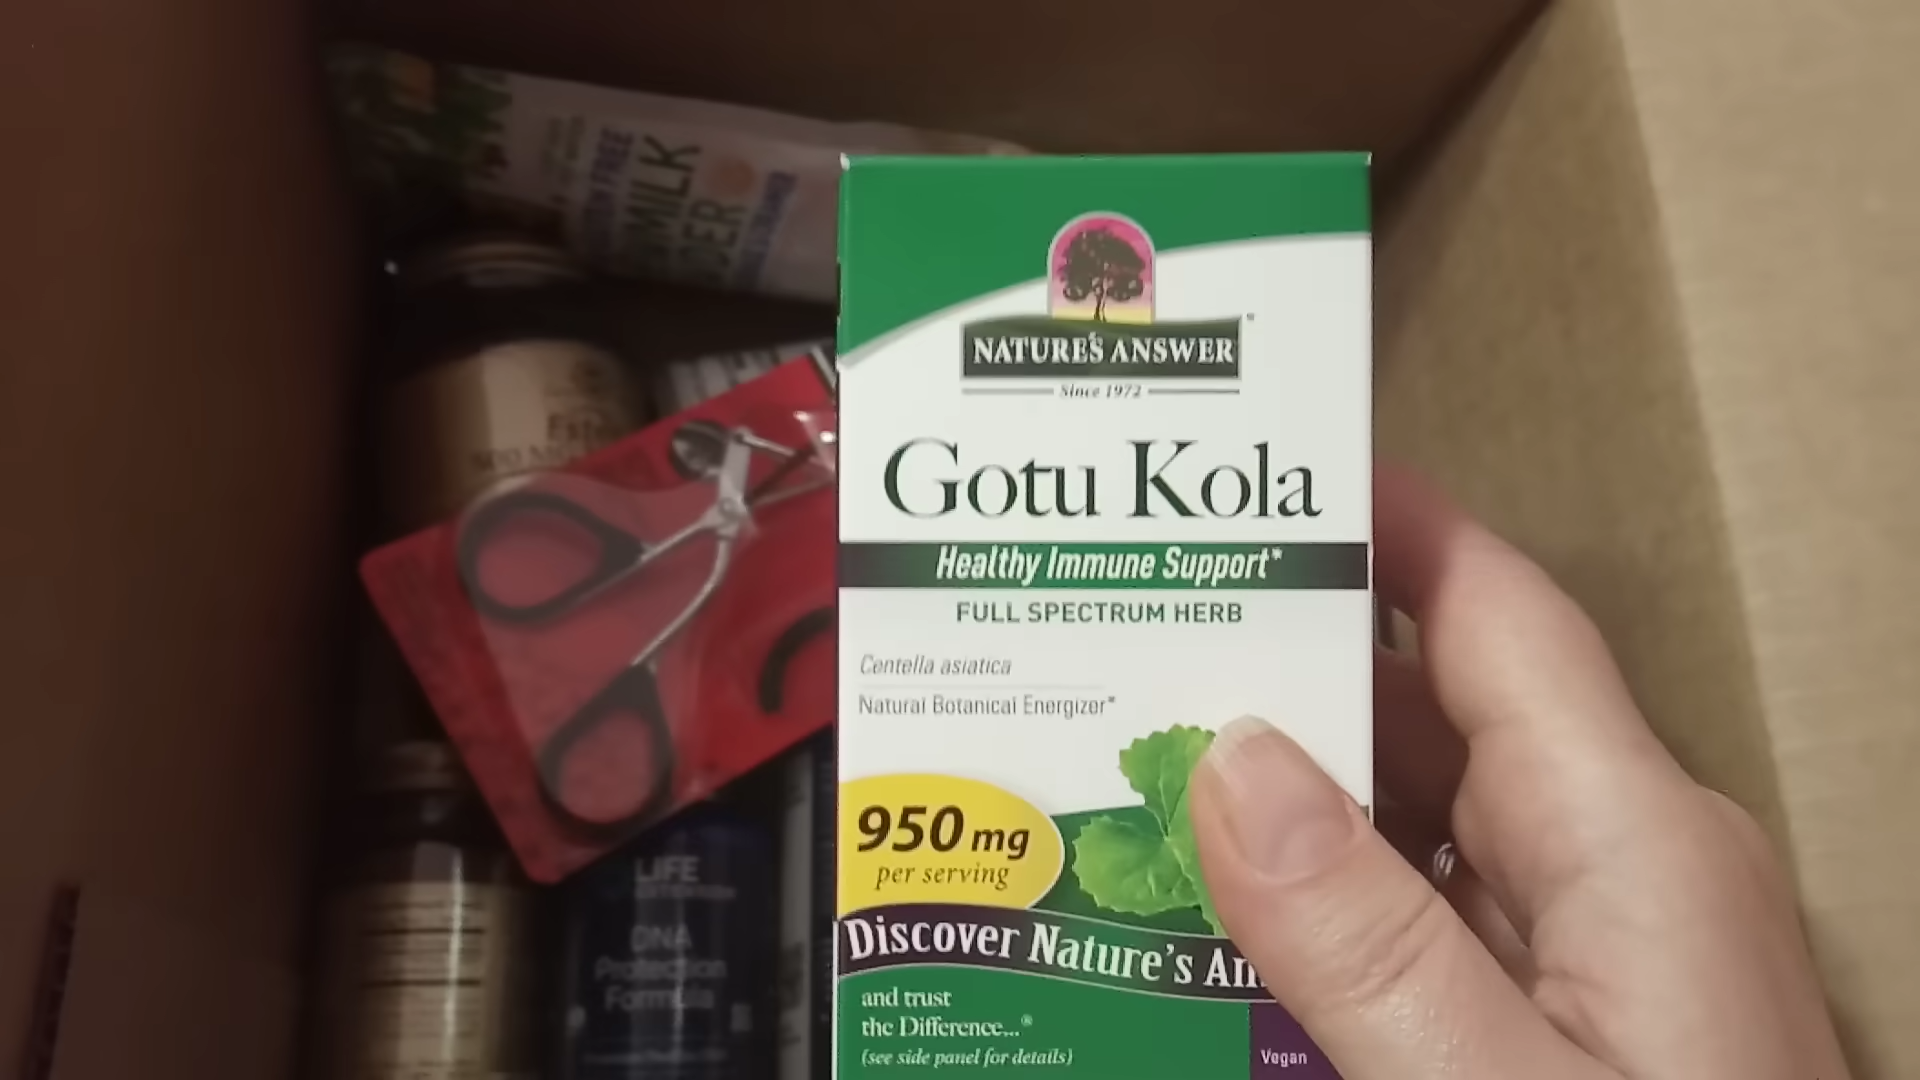 NATURE'S ANSWER
Since 1972
Gotu Kola
Healthy Immune Support*
FULL SPECTRUM HERB
Centella asiatica
Natural Botanical Energizer*
950 mg
per serving
Discover Nature's
and trust
the Difference...®
(see side panel for details)
Vegan
FREE
MILK
LIFE
DNA
Protection
Formula